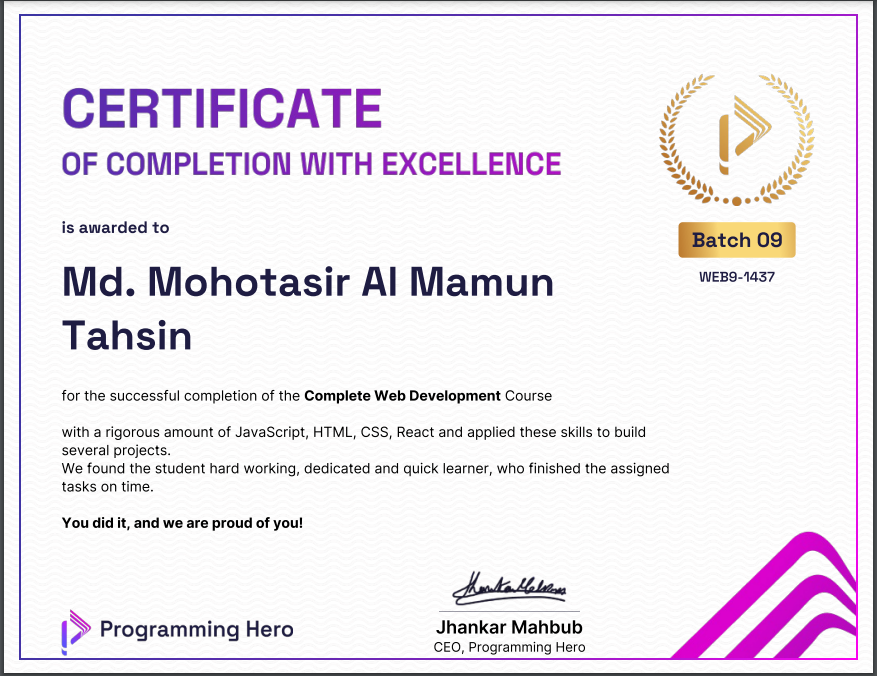 CERTIFICATE
OF COMPLETION WITH EXCELLENCE
is awarded to
Md. Mohotasir Al Mamun
Tahsin
Batch 09
WEB9-1437
for the successful completion of the Complete Web Development Course
with a rigorous amount of JavaScript, HTML, CSS, React and applied these skills to build
several projects.
We found the student hard working, dedicated and quick learner, who finished the assigned
tasks on time.
You did it, and we are proud of you!
Programming Hero
Jhankar Mahbub
CEO, Programming Hero